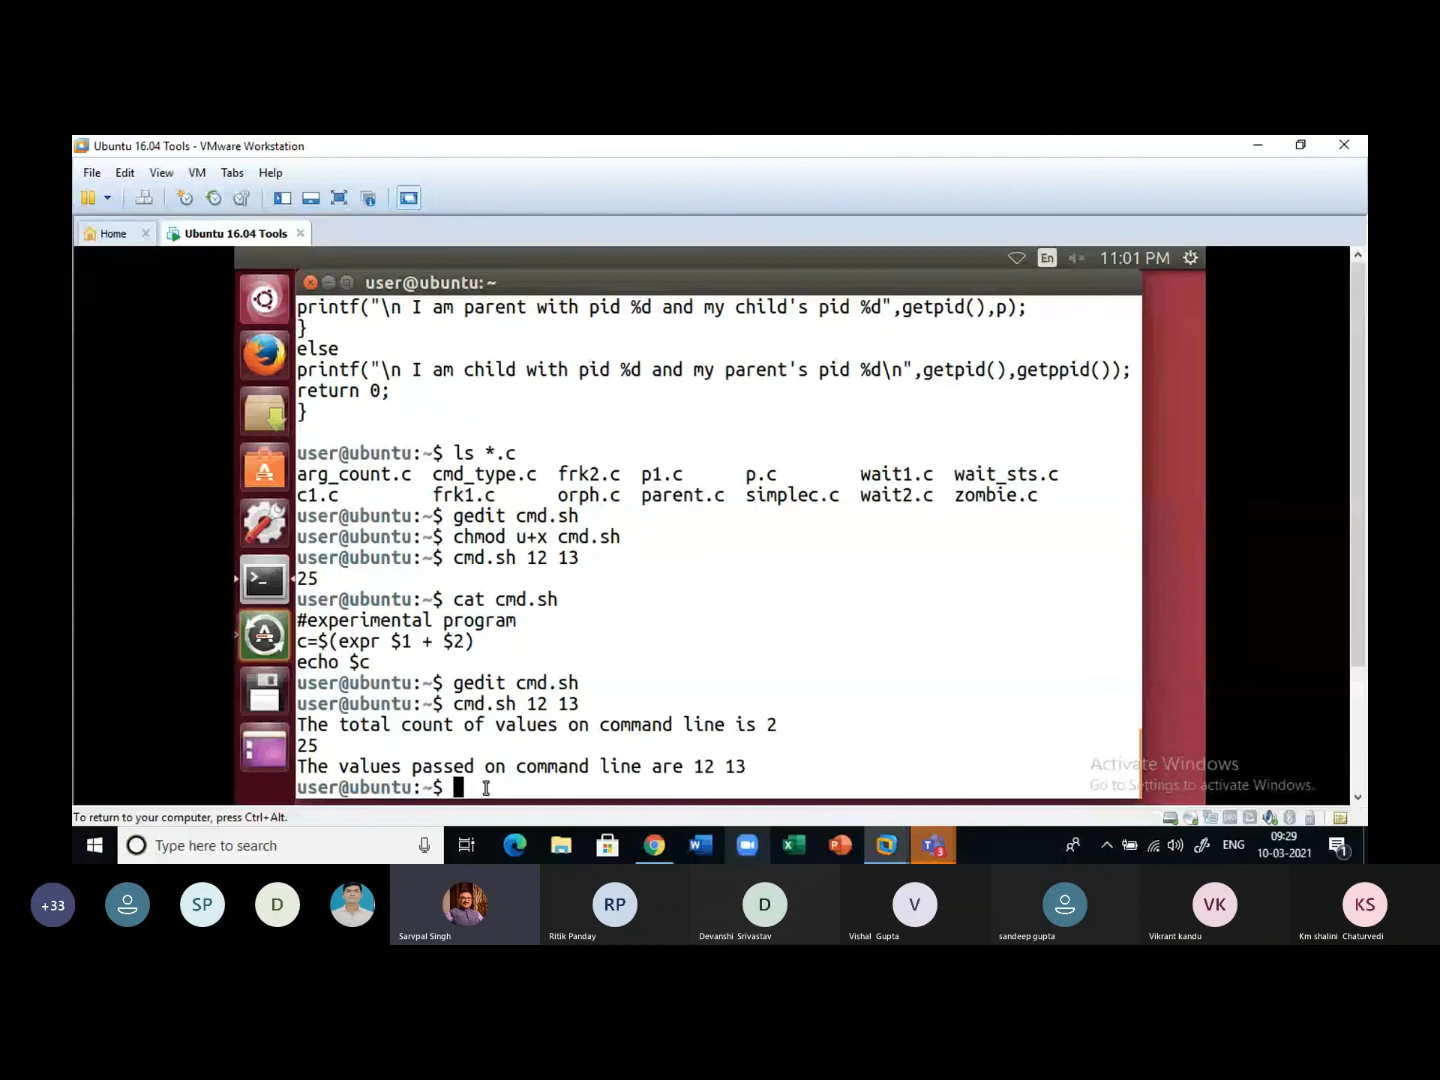 Ubuntu 16.04 Tools - VMware Workstation
File Edit View VM Tabs Help
Home Ubuntu 16.04 Tools
En 11:01 PM
user@ubuntu: ~
printf("\n I am parent with pid %d and my child's pid %d",getpid(),p);
}
else
printf("\n I am child with pid %d and my parent's pid %d\n",getpid(),getppid());
return 0;
}
user@ubuntu:~$ ls *.c
arg_count.c cmd_type.c frk2.c p1.c p.c wait1.c wait_sts.c
c1.c frk1.c orph.c parent.c simplec.c wait2.c zombie.c
user@ubuntu:~$ gedit cmd.sh
user@ubuntu:~$ chmod u+x cmd.sh
user@ubuntu:~$ cmd.sh 12 13
25
user@ubuntu:~$ cat cmd.sh
#experimental program
c=$(expr $1 + $2)
echo $c
user@ubuntu:~$ gedit cmd.sh
user@ubuntu:~$ cmd.sh 12 13
The total count of values on command line is 2
25
The values passed on command line are 12 13
user@ubuntu:~$
Activate Windows
Go to Settings to activate Windows.
To return to your computer, press Ctrl+Alt.
Type here to search
ENG
09:29
10-03-2021
+33 SP D RP D V VK KS
Sarvpal Singh Ritik Panday Devanshi Srivastav Vishal Gupta sandeep gupta Vikrant kandu Km shalini Chaturvedi